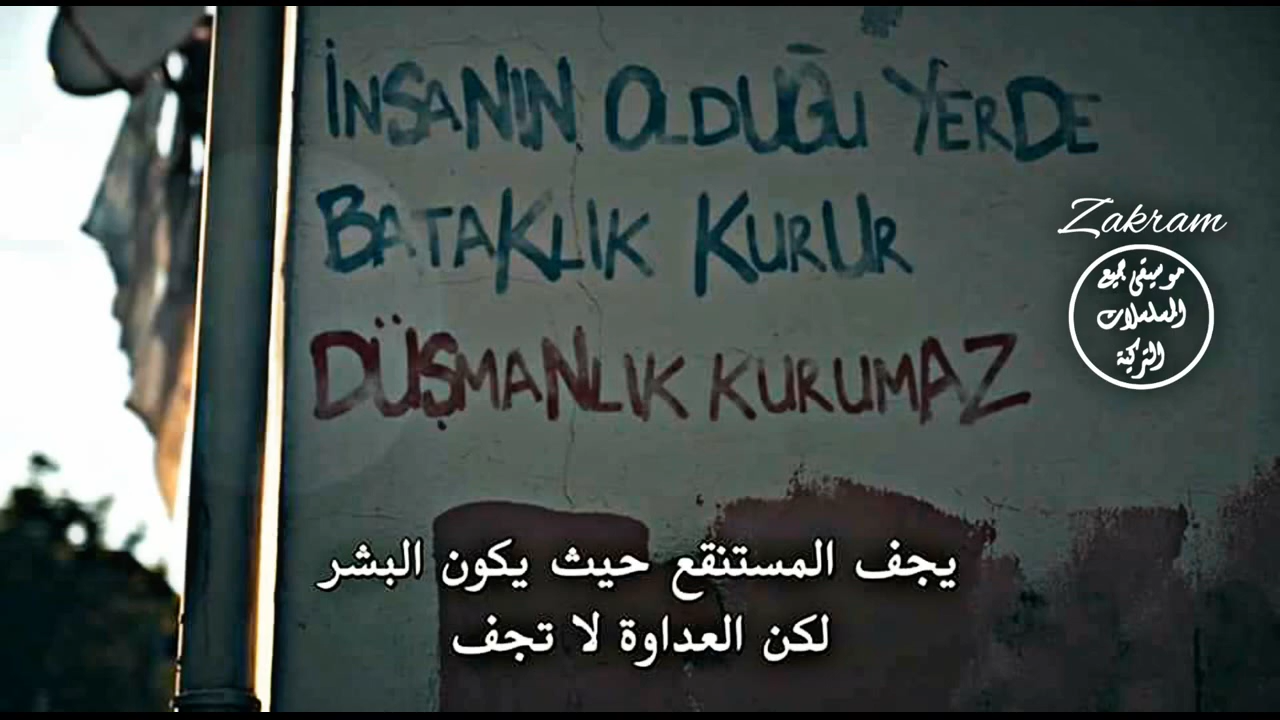 İNSANIN OLDUĞU YERDE
BATAKLIK KURUR
DÜŞMANLIK KURUMAZ
Zakram
موسيقى جميع
المسلسلات
التركية
يجف المستنقع حيث يكون البشر
لكن العداوة لا تجف